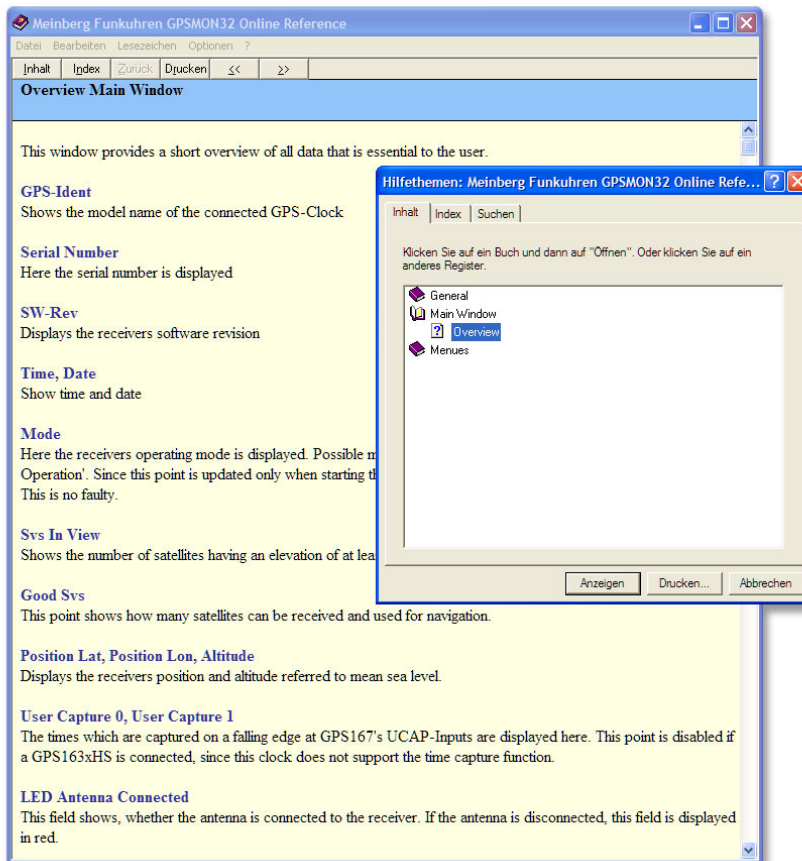 Meinberg Funkuhren GPSMON32 Online Reference
Datei Bearbeiten Lesezeichen Optionen ?
Inhalt Index Zurück Drucken << >>
Overview Main Window
This window provides a short overview of all data that is essential to the user.
GPS-Ident
Shows the model name of the connected GPS-Clock
Serial Number
Here the serial number is displayed
SW-Rev
Displays the receivers software revision
Time, Date
Show time and date
Mode
Here the receivers operating mode is displayed. Possible
Operation'. Since this point is updated only when starting
This is no faulty.
Svs In View
Shows the number of satellites having an elevation of at
Good Svs
This point shows how many satellites can be received and used for navigation.
Position Lat, Position Lon, Altitude
Displays the receivers position and altitude referred to mean sea level.
User Capture 0, User Capture 1
The times which are captured on a falling edge at GPS167's UCAP-Inputs are displayed here. This point is disabled if
a GPS163xHS is connected, since this clock does not support the time capture function.
LED Antenna Connected
This field shows, whether the antenna is connected to the receiver. If the antenna is disconnected, this field is displayed
in red.
Hilfethemen: Meinberg Funkuhren GPSMON32 Online Refe...
Inhalt Index Suchen
Klicken Sie auf ein Buch und dann auf "Öffnen". Oder klicken Sie auf ein
anderes Register.
General
Main Window
Overview
Menues
Anzeigen Drucken... Abbrechen